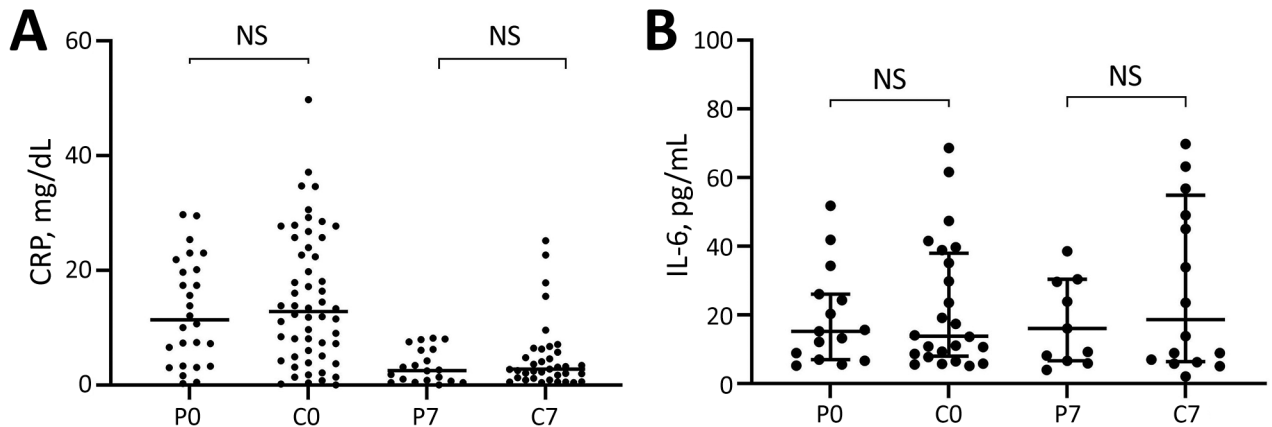 A
CRP, mg/dL
60
40
20
0
NS
NS
P0
C0
P7
C7
B
IL-6, pg/mL
100
80
60
40
20
0
NS
NS
P0
C0
P7
C7